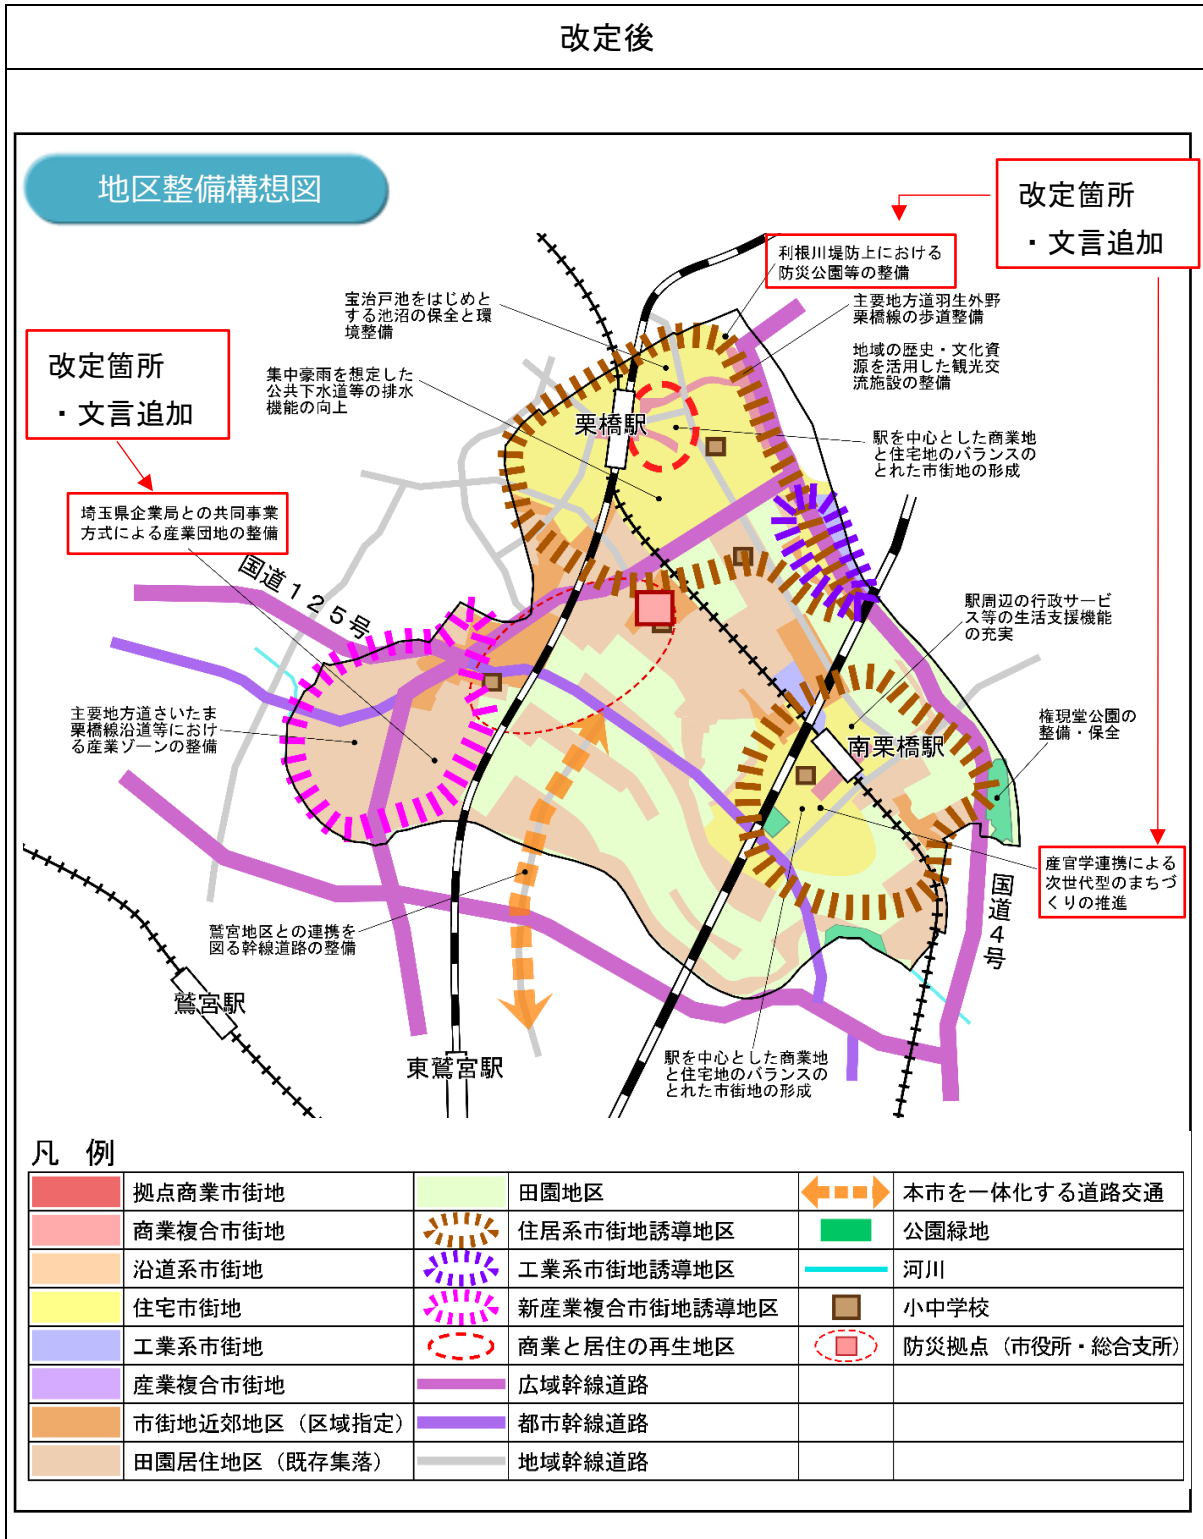 改定後
地区整備構想図
改定箇所
・文言追加
利根川堤防上における
防災公園等の整備
宝治戸池をはじめと
する池沼の保全と環
境整備
主要地方道羽生外野
栗橋線の歩道整備
地域の歴史・文化資
源を活用した観光交
流施設の整備
改定箇所
・文言追加
集中豪雨を想定した
公共下水道等の排水
機能の向上
栗橋駅
駅を中心とした商業地
と住宅地のバランスの
とれた市街地の形成
埼玉県企業局との共同事業
方式による産業団地の整備
国道125号
駅周辺の行政サービ
ス等の生活支援機能
の充実
主要地方道さいたま
栗橋線沿道等におけ
る産業ゾーンの整備
権現堂公園の
整備・保全
南栗橋駅
産官学連携による
次世代型のまちづ
くりの推進
国道4号
鷲宮地区との連携を
図る幹線道路の整備
鷲宮駅
東鷲宮駅
駅を中心とした商業地
と住宅地のバランスの
とれた市街地の形成
凡 例
拠点商業市街地
田園地区
本市を一体化する道路交通
商業複合市街地
住居系市街地誘導地区
公園緑地
沿道系市街地
工業系市街地誘導地区
河川
住宅市街地
新産業複合市街地誘導地区
小中学校
工業系市街地
商業と居住の再生地区
防災拠点（市役所・総合支所）
産業複合市街地
広域幹線道路
市街地近郊地区（区域指定）
都市幹線道路
田園居住地区（既存集落）
地域幹線道路